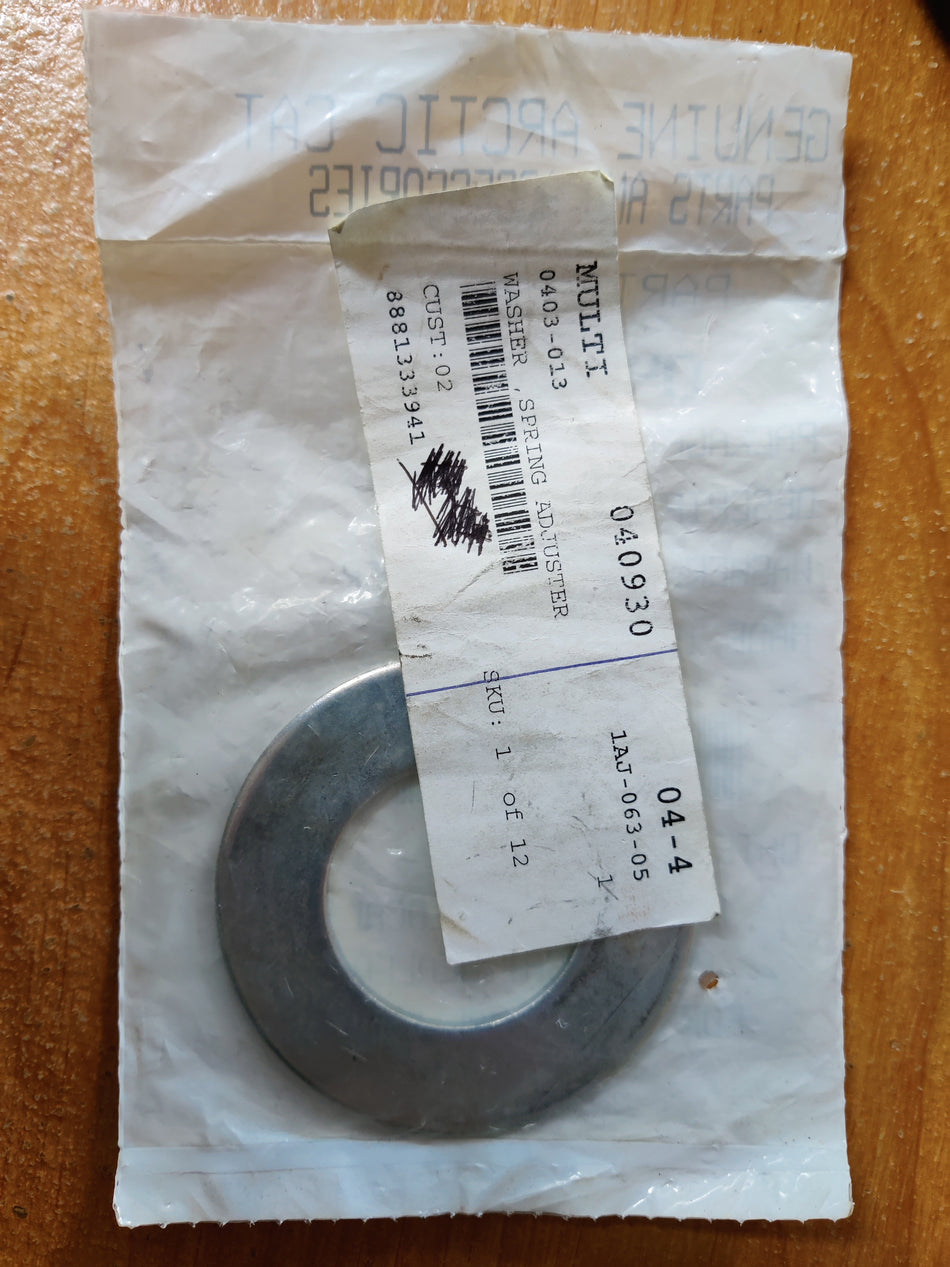 GENUINE ARCTIC CAT
PARTS
MULTI 040930 04-4
0403-013 1AJ-063-05
WASHER ,SPRING ADJUSTER 1
SKU: 1 of 12
CUST:02
8881333941